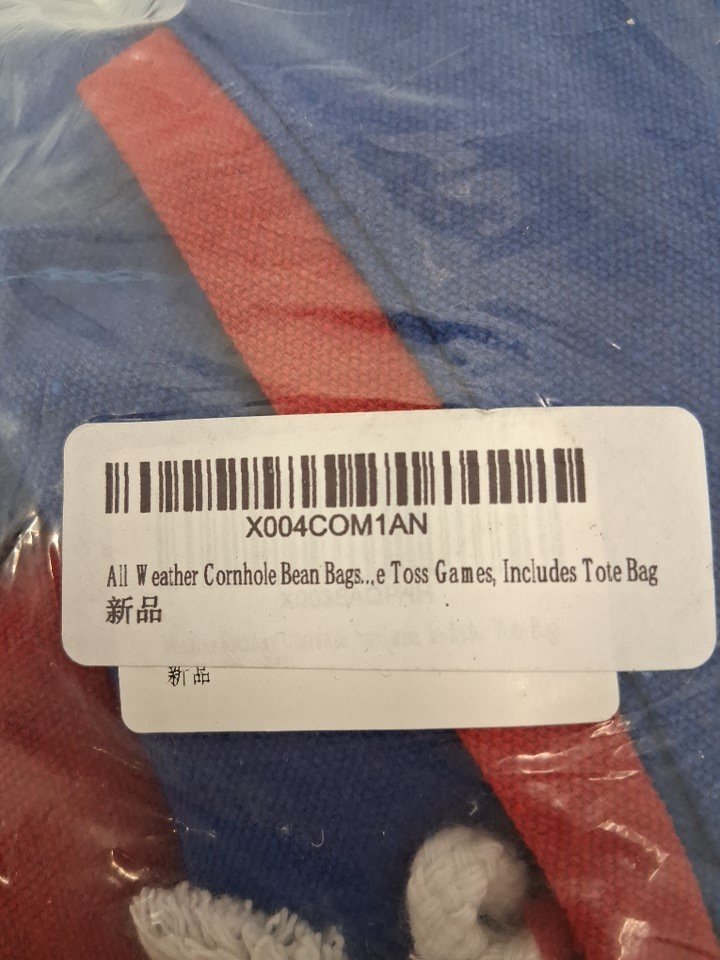 X004COM1AN
All Weather Cornhole Bean Bags...e Toss Games, Includes Tote Bag
新品
新品